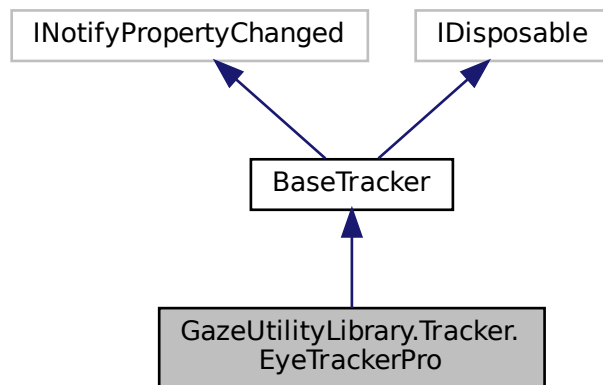 INotifyPropertyChanged
IDisposable
BaseTracker
GazeUtilityLibrary.Tracker.
EyeTrackerPro